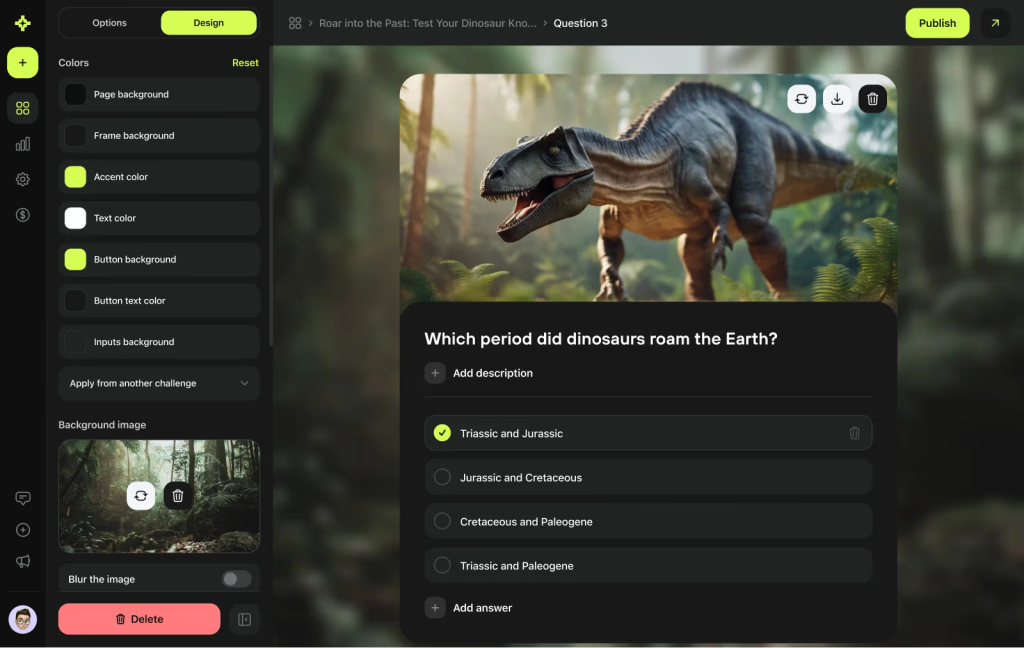 Options
Design
Roar into the Past: Test Your Dinosaur Kno...
Question 3
Publish
Colors
Reset
Page background
Frame background
Accent color
Text color
Button background
Button text color
Inputs background
Apply from another challenge
Background image
Blur the image
Delete
Which period did dinosaurs roam the Earth?
Add description
Triassic and Jurassic
Jurassic and Cretaceous
Cretaceous and Paleogene
Triassic and Paleogene
Add answer